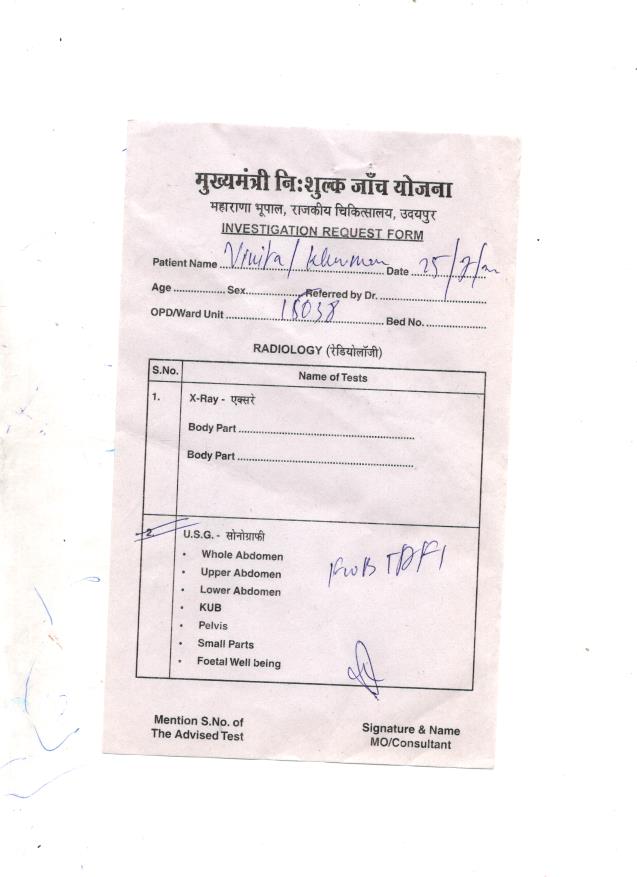 मुख्यमंत्री नि:शुल्क जाँच योजना
महाराणा भूपाल, राजकीय चिकित्सालय, उदयपुर
INVESTIGATION REQUEST FORM
Patient Name Vinita / Date 25/
Age Sex Referred by Dr.
OPD/Ward Unit Bed No.
RADIOLOGY (रेडियोलॉजी)
S.No. Name of Tests
1. X-Ray - एक्सरे
Body Part
Body Part
2. U.S.G. - सोनोग्राफी
• Whole Abdomen
• Upper Abdomen
• Lower Abdomen
• KUB
• Pelvis
• Small Parts
• Foetal Well being
Mention S.No. of
The Advised Test
Signature & Name
MO/Consultant